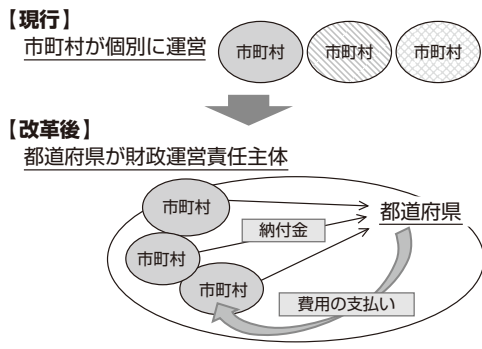 【現行】
市町村が個別に運営
市町村
市町村
市町村
【改革後】
都道府県が財政運営責任主体
市町村
都道府県
納付金
市町村
市町村
費用の支払い